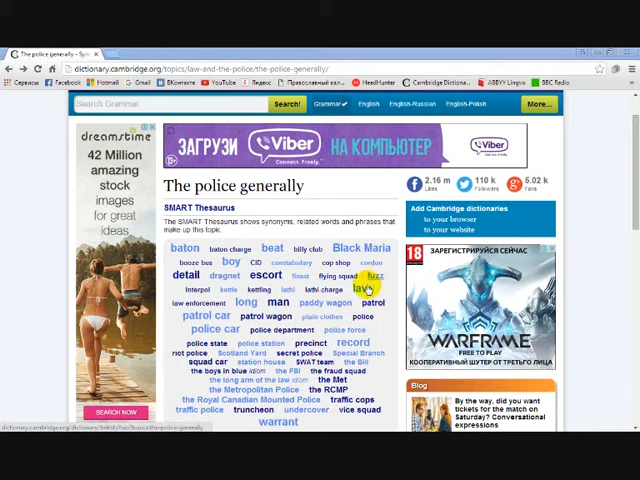 The police generally - Syn
dictionary.cambridge.org/topics/law-and-the-police/the-police-generally/
Сервисы Facebook Hotmail Gmail ВКонтакте YouTube Яндекс Православный кал... HeadHunter Cambridge Dictiona... ABBYY Lingvo BBC Radio
Search Grammar Search! Grammar English English-Russian English-Polish More...
dreamstime
42 Million
amazing
stock
images
for great
ideas
SEARCH NOW
ЗАГРУЗИ Viber НА КОМПЬЮТЕР Viber
Connect. Freely.
13+
The police generally
SMART Thesaurus
The SMART Thesaurus shows synonyms, related words and phrases that
make up this topic.
baton baton charge beat billy club Black Maria
booze bus boy CID constabulary cop shop cordon
detail dragnet escort finest flying squad fuzz
Interpol kettle kettling lathi lathi charge law
law enforcement long man paddy wagon patrol
patrol car patrol wagon plain clothes police
police car police department police force
police state police station precinct record
riot police Scotland Yard secret police Special Branch
squad car station house SWAT team the Bill
the boys in blue idiom the FBI the fraud squad
the long arm of the law idiom the Met
the Metropolitan Police the RCMP
the Royal Canadian Mounted Police traffic cops
traffic police truncheon undercover vice squad
warrant
2.16 m
Likes
110 k
Followers
5.02 k
Fans
Add Cambridge dictionaries
to your browser
to your website
18 ЗАРЕГИСТРИРУЙСЯ СЕЙЧАС
WARFRAME
FREE TO PLAY
КООПЕРАТИВНЫЙ ШУТЕР ОТ ТРЕТЬЕГО ЛИЦА
Blog
By the way, did you want
tickets for the match on
Saturday? Conversational
expressions